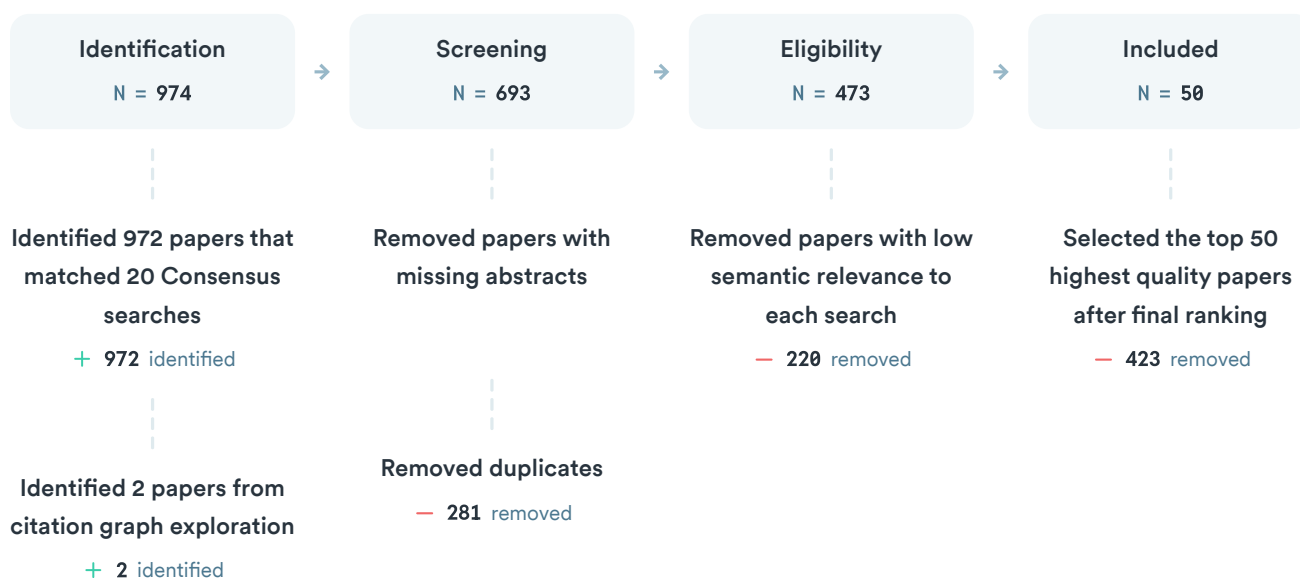 Identification
N = 974
Identified 972 papers that
matched 20 Consensus
searches
+ 972 identified
Identified 2 papers from
citation graph exploration
+ 2 identified
Screening
N = 693
Removed papers with
missing abstracts
Removed duplicates
— 281 removed
Eligibility
N = 473
Removed papers with low
semantic relevance to
each search
— 220 removed
Included
N = 50
Selected the top 50
highest quality papers
after final ranking
— 423 removed